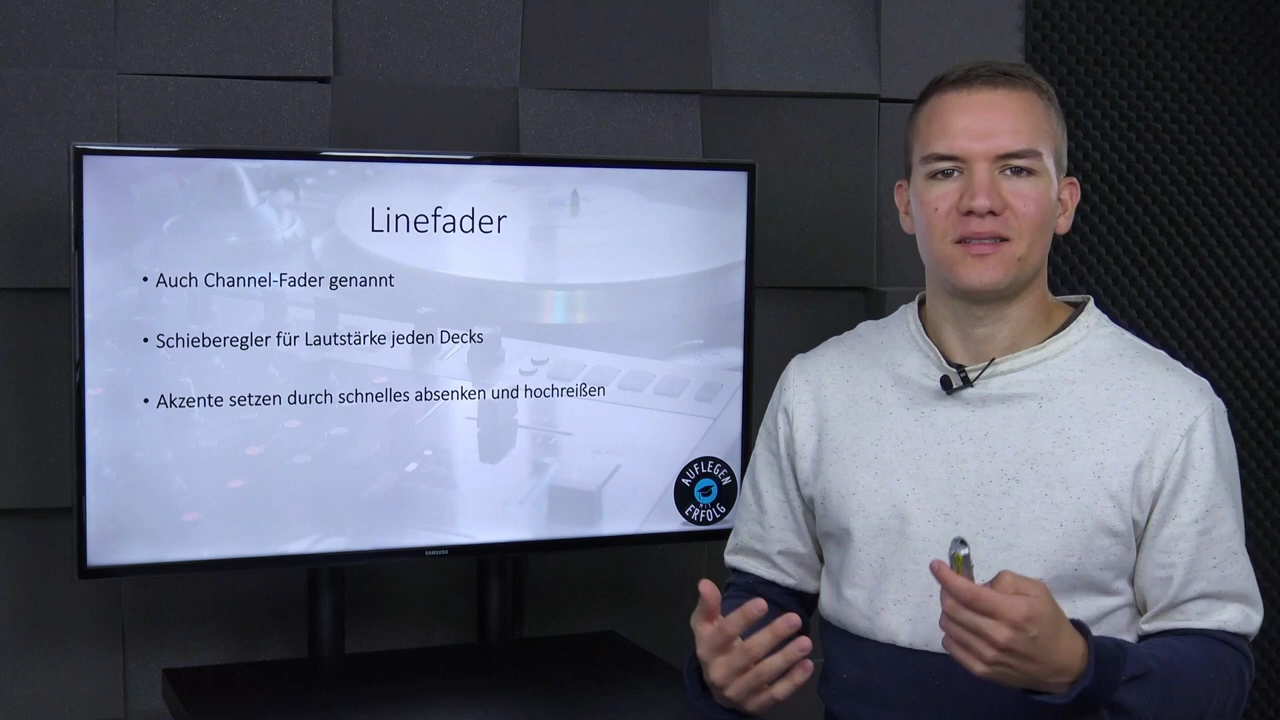 Linefader
• Auch Channel-Fader genannt
• Schieberegler für Lautstärke jeden Decks
• Akzente setzen durch schnelles absenken und hochreißen
AUFLEGEN
MIT
ERFOLG
SAMSUNG